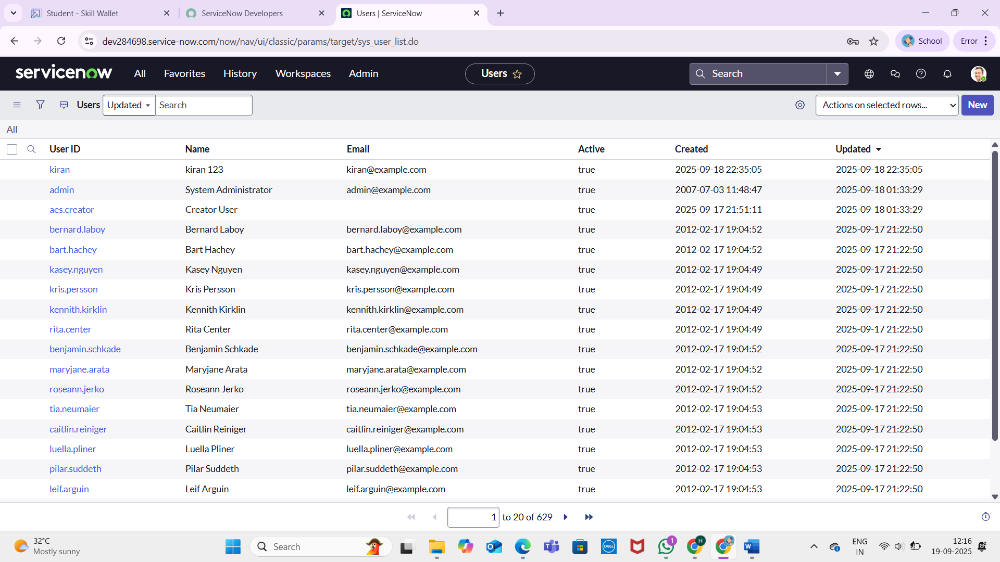 Student - Skill Wallet
ServiceNow Developers
Users | ServiceNow
dev284698.service-now.com/now/nav/ui/classic/params/target/sys_user_list.do
School
Error
servicenow
All Favorites History Workspaces Admin
Users
Search
Users Updated Search
Actions on selected rows...
New
All
User ID Name Email Active Created Updated
kiran kiran 123 kiran@example.com true 2025-09-18 22:35:05 2025-09-18 22:35:05
admin System Administrator admin@example.com true 2007-07-03 11:48:47 2025-09-18 01:33:29
aes.creator Creator User true 2025-09-17 21:51:11 2025-09-18 01:33:29
bernard.laboy Bernard Laboy bernard.laboy@example.com true 2012-02-17 19:04:52 2025-09-17 21:22:50
bart.hachey Bart Hachey bart.hachey@example.com true 2012-02-17 19:04:52 2025-09-17 21:22:50
kasey.nguyen Kasey Nguyen kasey.nguyen@example.com true 2012-02-17 19:04:49 2025-09-17 21:22:50
kris.persson Kris Persson kris.persson@example.com true 2012-02-17 19:04:49 2025-09-17 21:22:50
kennith.kirklin Kennith Kirklin kennith.kirklin@example.com true 2012-02-17 19:04:49 2025-09-17 21:22:50
rita.center Rita Center rita.center@example.com true 2012-02-17 19:04:49 2025-09-17 21:22:50
benjamin.schkade Benjamin Schkade benjamin.schkade@example.com true 2012-02-17 19:04:52 2025-09-17 21:22:50
maryjane.arata Maryjane Arata maryjane.arata@example.com true 2012-02-17 19:04:52 2025-09-17 21:22:50
roseann.jerko Roseann Jerko roseann.jerko@example.com true 2012-02-17 19:04:52 2025-09-17 21:22:50
tia.neumaier Tia Neumaier tia.neumaier@example.com true 2012-02-17 19:04:53 2025-09-17 21:22:50
caitlin.reiniger Caitlin Reiniger caitlin.reiniger@example.com true 2012-02-17 19:04:53 2025-09-17 21:22:50
luella.pliner Luella Pliner luella.pliner@example.com true 2012-02-17 19:04:53 2025-09-17 21:22:50
pilar.suddeth Pilar Suddeth pilar.suddeth@example.com true 2012-02-17 19:04:53 2025-09-17 21:22:50
leif.arguin Leif Arguin leif.arguin@example.com true 2012-02-17 19:04:53 2025-09-17 21:22:50
1 to 20 of 629
32°C
Mostly sunny
Search
DELL
1
H
W
ENG
IN
12:16
19-09-2025